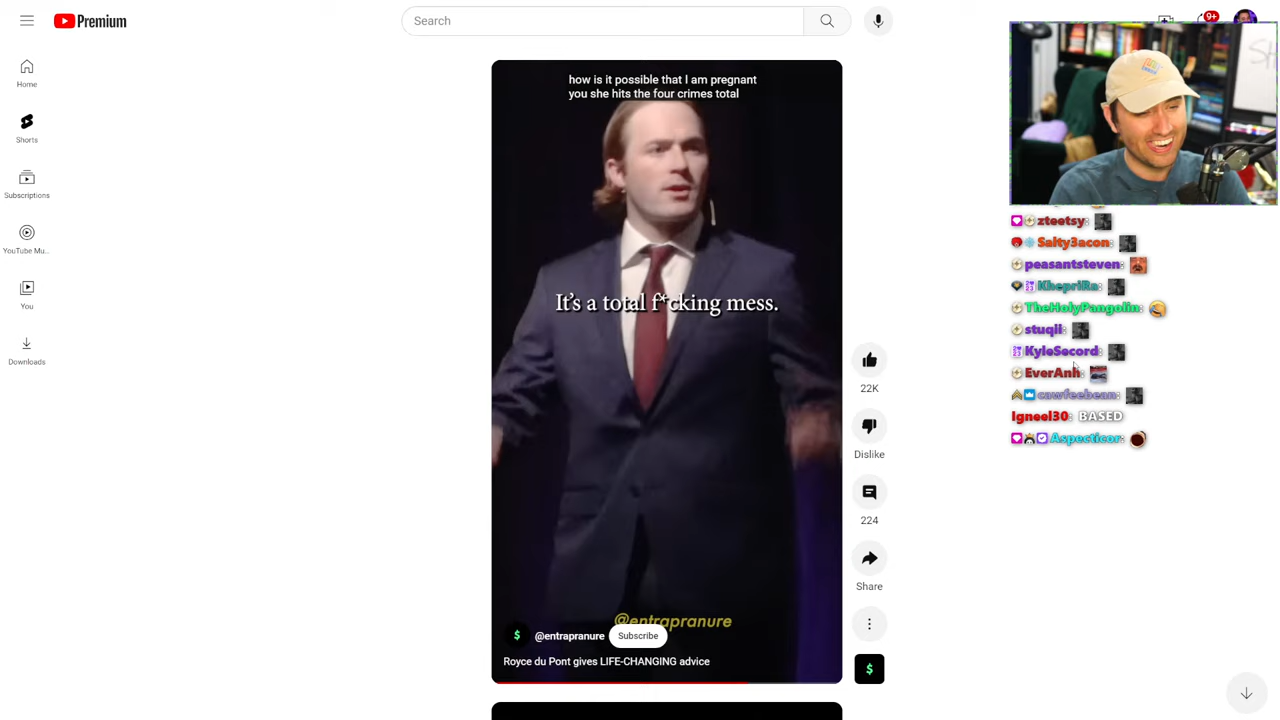 Premium
Search
9+
Home
Shorts
Subscriptions
YouTube Mu...
You
Downloads
how is it possible that I am pregnant
you she hits the four crimes total
It's a total f*cking mess.
@entrapranure
$ @entrapranure Subscribe
Royce du Pont gives LIFE-CHANGING advice
22K
Dislike
224
Share
$
zteetsy:
Salty3acon:
peasantsteven:
KhepriRa:
TheHolyPangolin:
stuqli:
KyleSecord:
EverAnh:
cawfeebean:
Igneel30: BASED
Aspecticor: